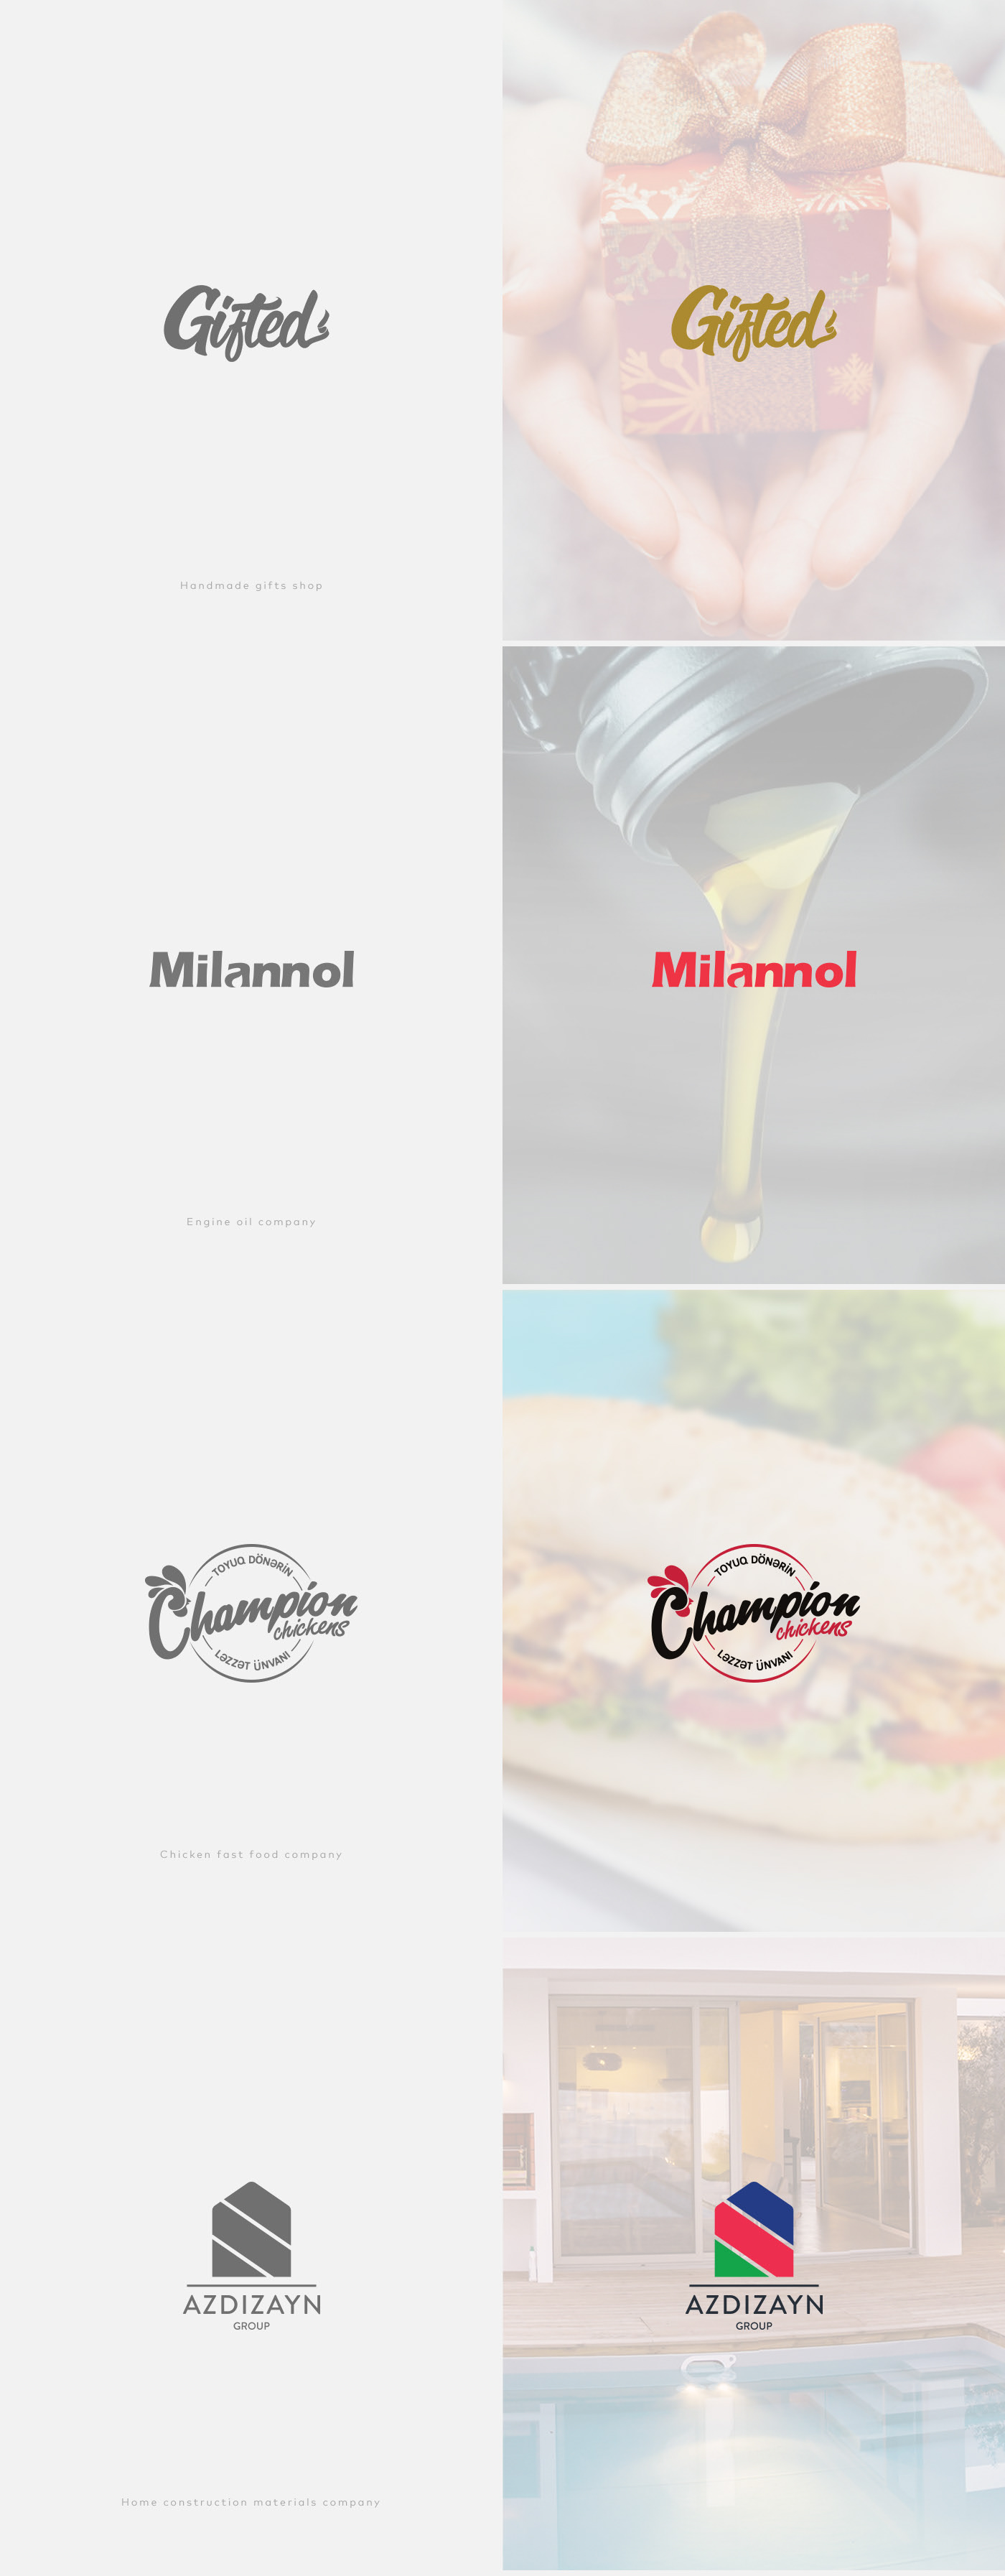 Gifted
Gifted
Handmade gifts shop
Milannol
Milannol
Engine oil company
TOYUQ DÖNƏRİN
Champion
chickens
LƏZZƏT ÜNVANI
TOYUQ DÖNƏRİN
Champion
chickens
LƏZZƏT ÜNVANI
Chicken fast food company
AZDIZAYN
GROUP
AZDIZAYN
GROUP
Home construction materials company